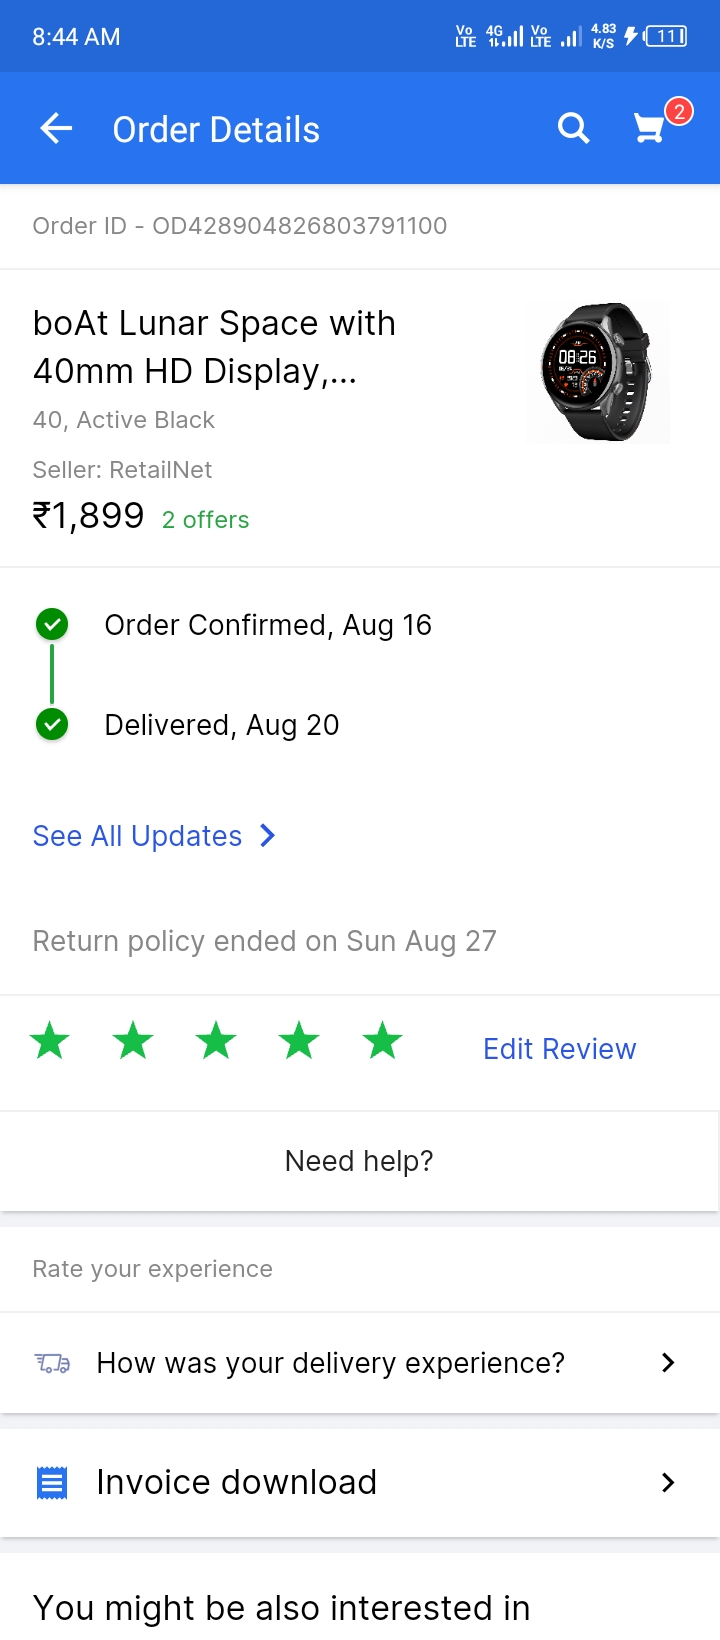 8:44 AM
Vo LTE 4G Vo LTE 4.83 K/S 11
Order Details
2
Order ID - OD428904826803791100
boAt Lunar Space with
40mm HD Display,...
40, Active Black
Seller: RetailNet
₹1,899 2 offers
08:26
Order Confirmed, Aug 16
Delivered, Aug 20
See All Updates
Return policy ended on Sun Aug 27
Edit Review
Need help?
Rate your experience
How was your delivery experience?
Invoice download
You might be also interested in